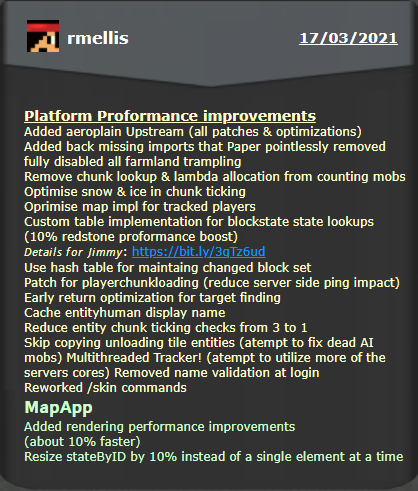 rmellis
17/03/2021
Platform Proformance improvements
Added aeroplain Upstream (all patches & optimizations)
Added back missing imports that Paper pointlessly removed
fully disabled all farmland trampling
Remove chunk lookup & lambda allocation from counting mobs
Optimise snow & ice in chunk ticking
Oprimise map impl for tracked players
Custom table implementation for blockstate state lookups
(10% redstone proformance boost)
Details for Jimmy: https://bit.ly/3qTz6ud
Use hash table for maintaing changed block set
Patch for playerchunkloading (reduce server side ping impact)
Early return optimization for target finding
Cache entityhuman display name
Reduce entity chunk ticking checks from 3 to 1
Skip copying unloading tile entities (atempt to fix dead AI
mobs) Multithreaded Tracker! (atempt to utilize more of the
servers cores) Removed name validation at login
Reworked /skin commands
MapApp
Added rendering performance improvements
(about 10% faster)
Resize stateByID by 10% instead of a single element at a time